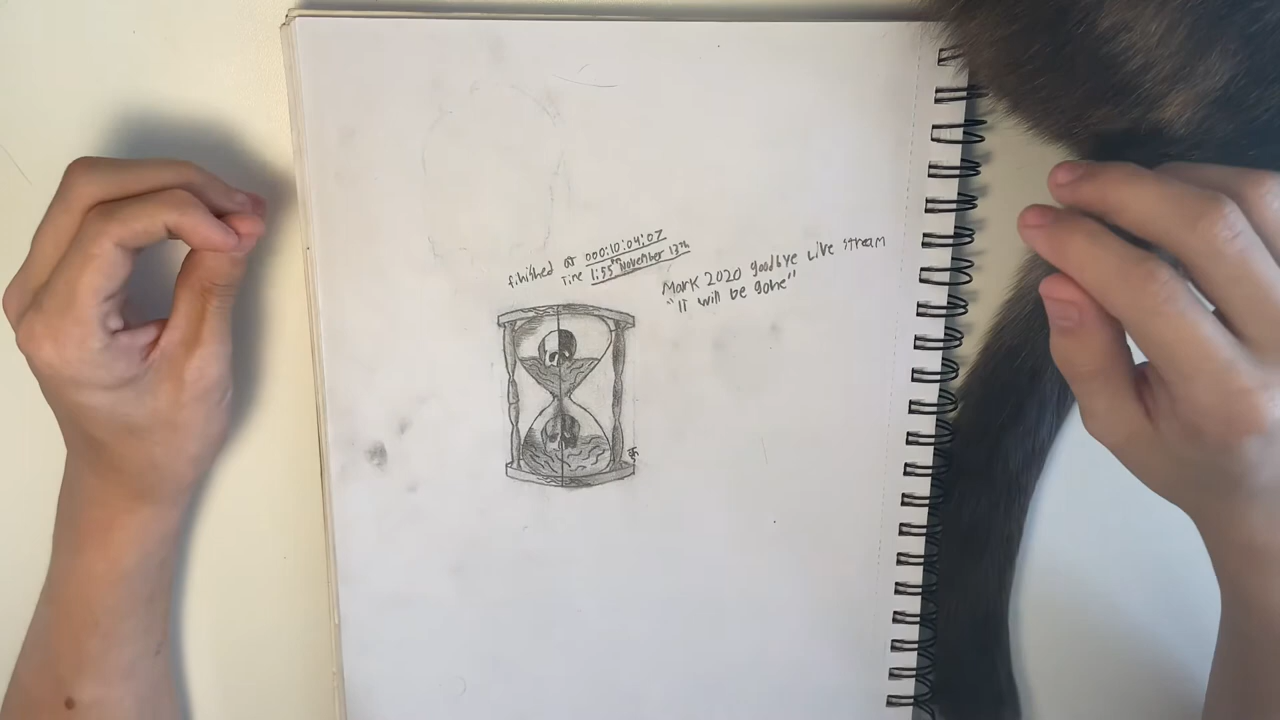 finished at 000:10:04:07
Time 1:55 pm November 13th
Mark 2020 goodbye Live stream
"it will be gone"